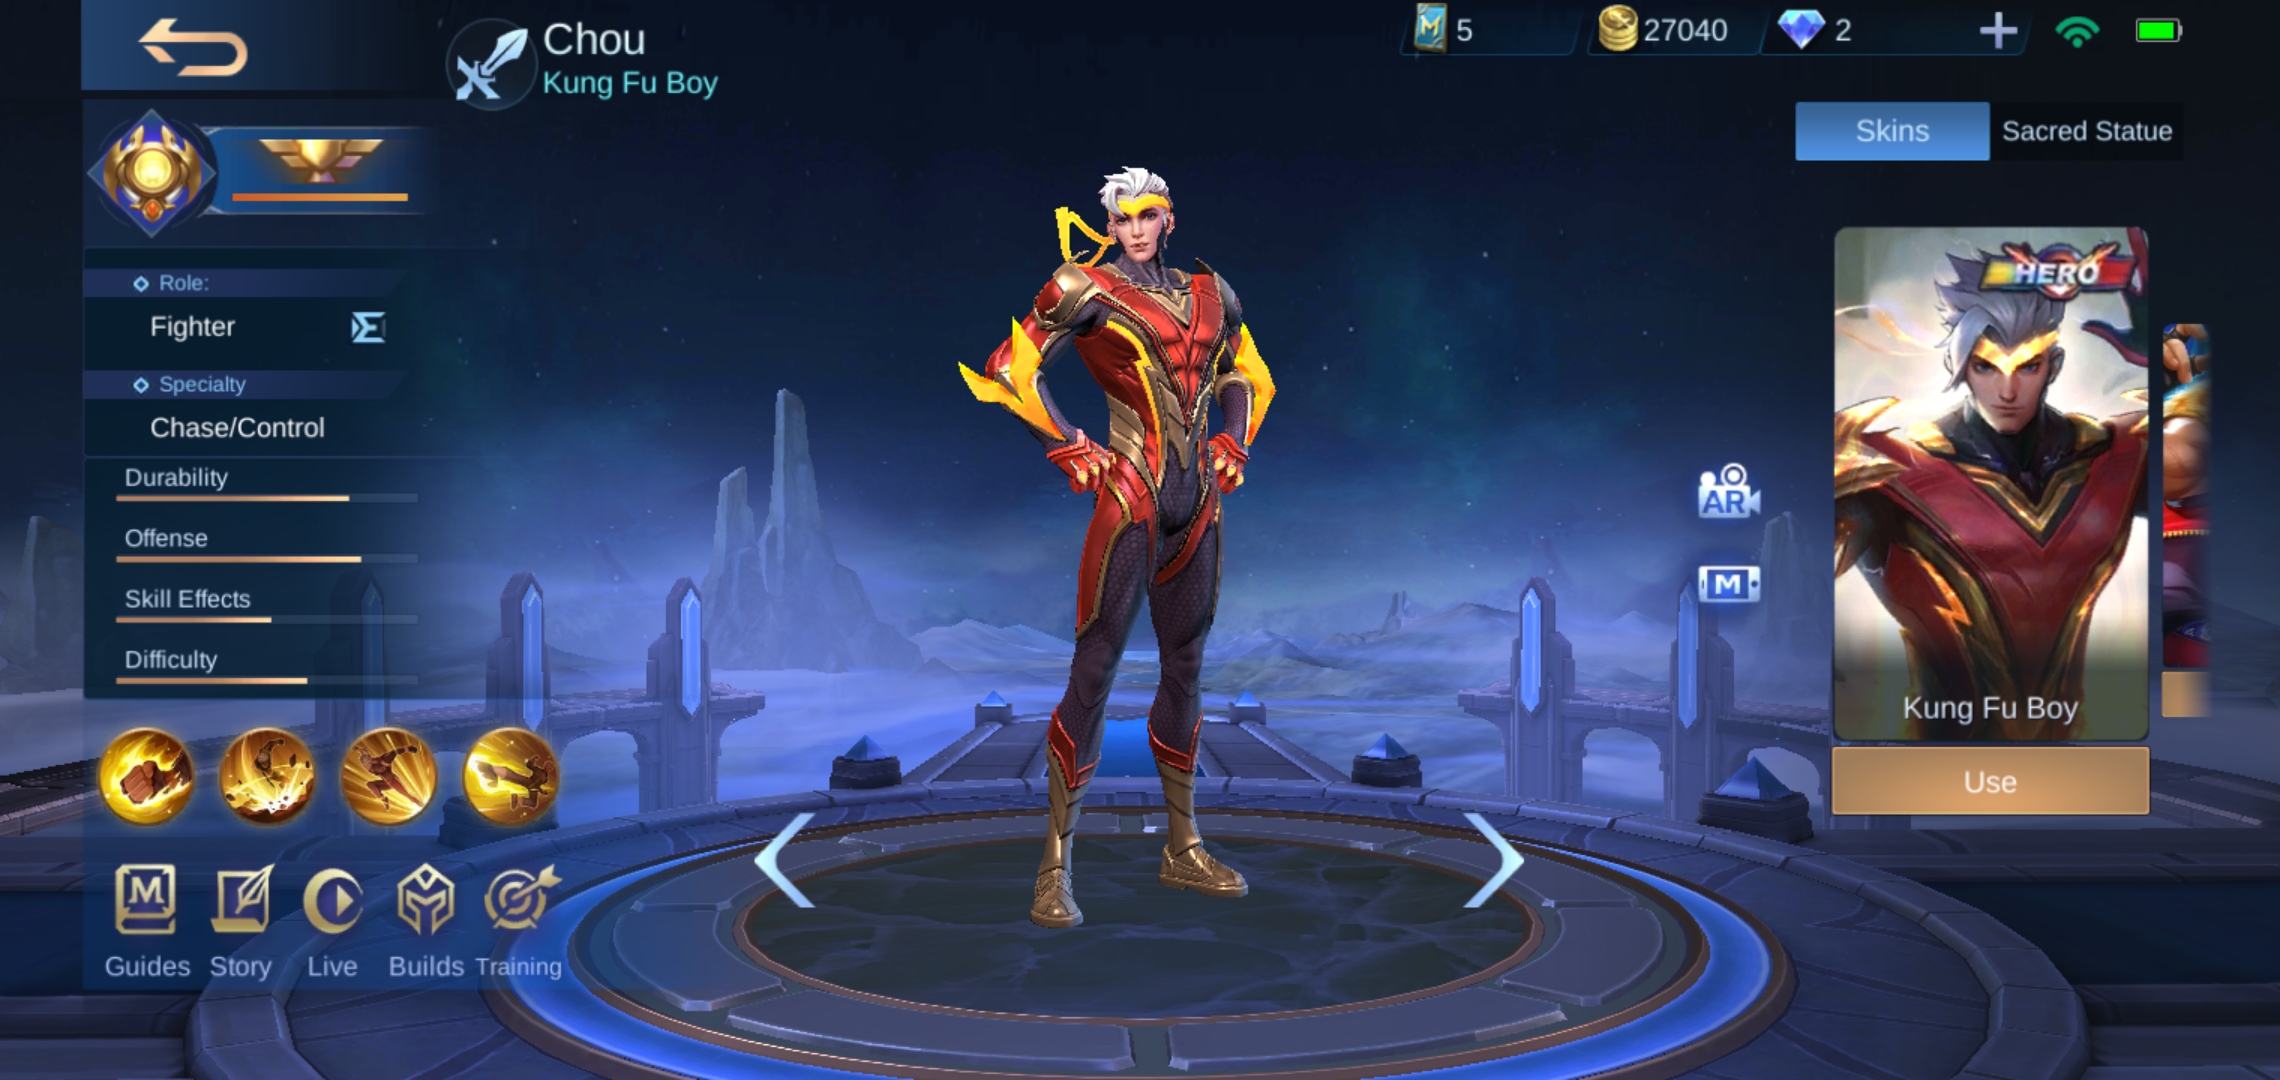 Chou
Kung Fu Boy
5
27040
2
Skins
Sacred Statue
Role:
Fighter
Specialty
Chase/Control
Durability
Offense
Skill Effects
Difficulty
AR
M
HERO
Kung Fu Boy
Use
Guides
Story
Live
Builds
Training